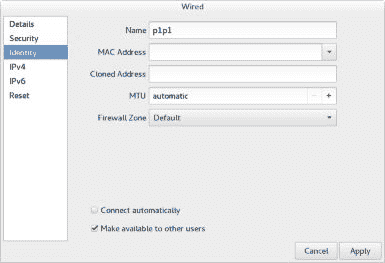 Wired
Details
Security
Identity
IPv4
IPv6
Reset
Name p1p1
MAC Address
Cloned Address
MTU automatic - +
Firewall Zone Default
Connect automatically
Make available to other users
Cancel Apply